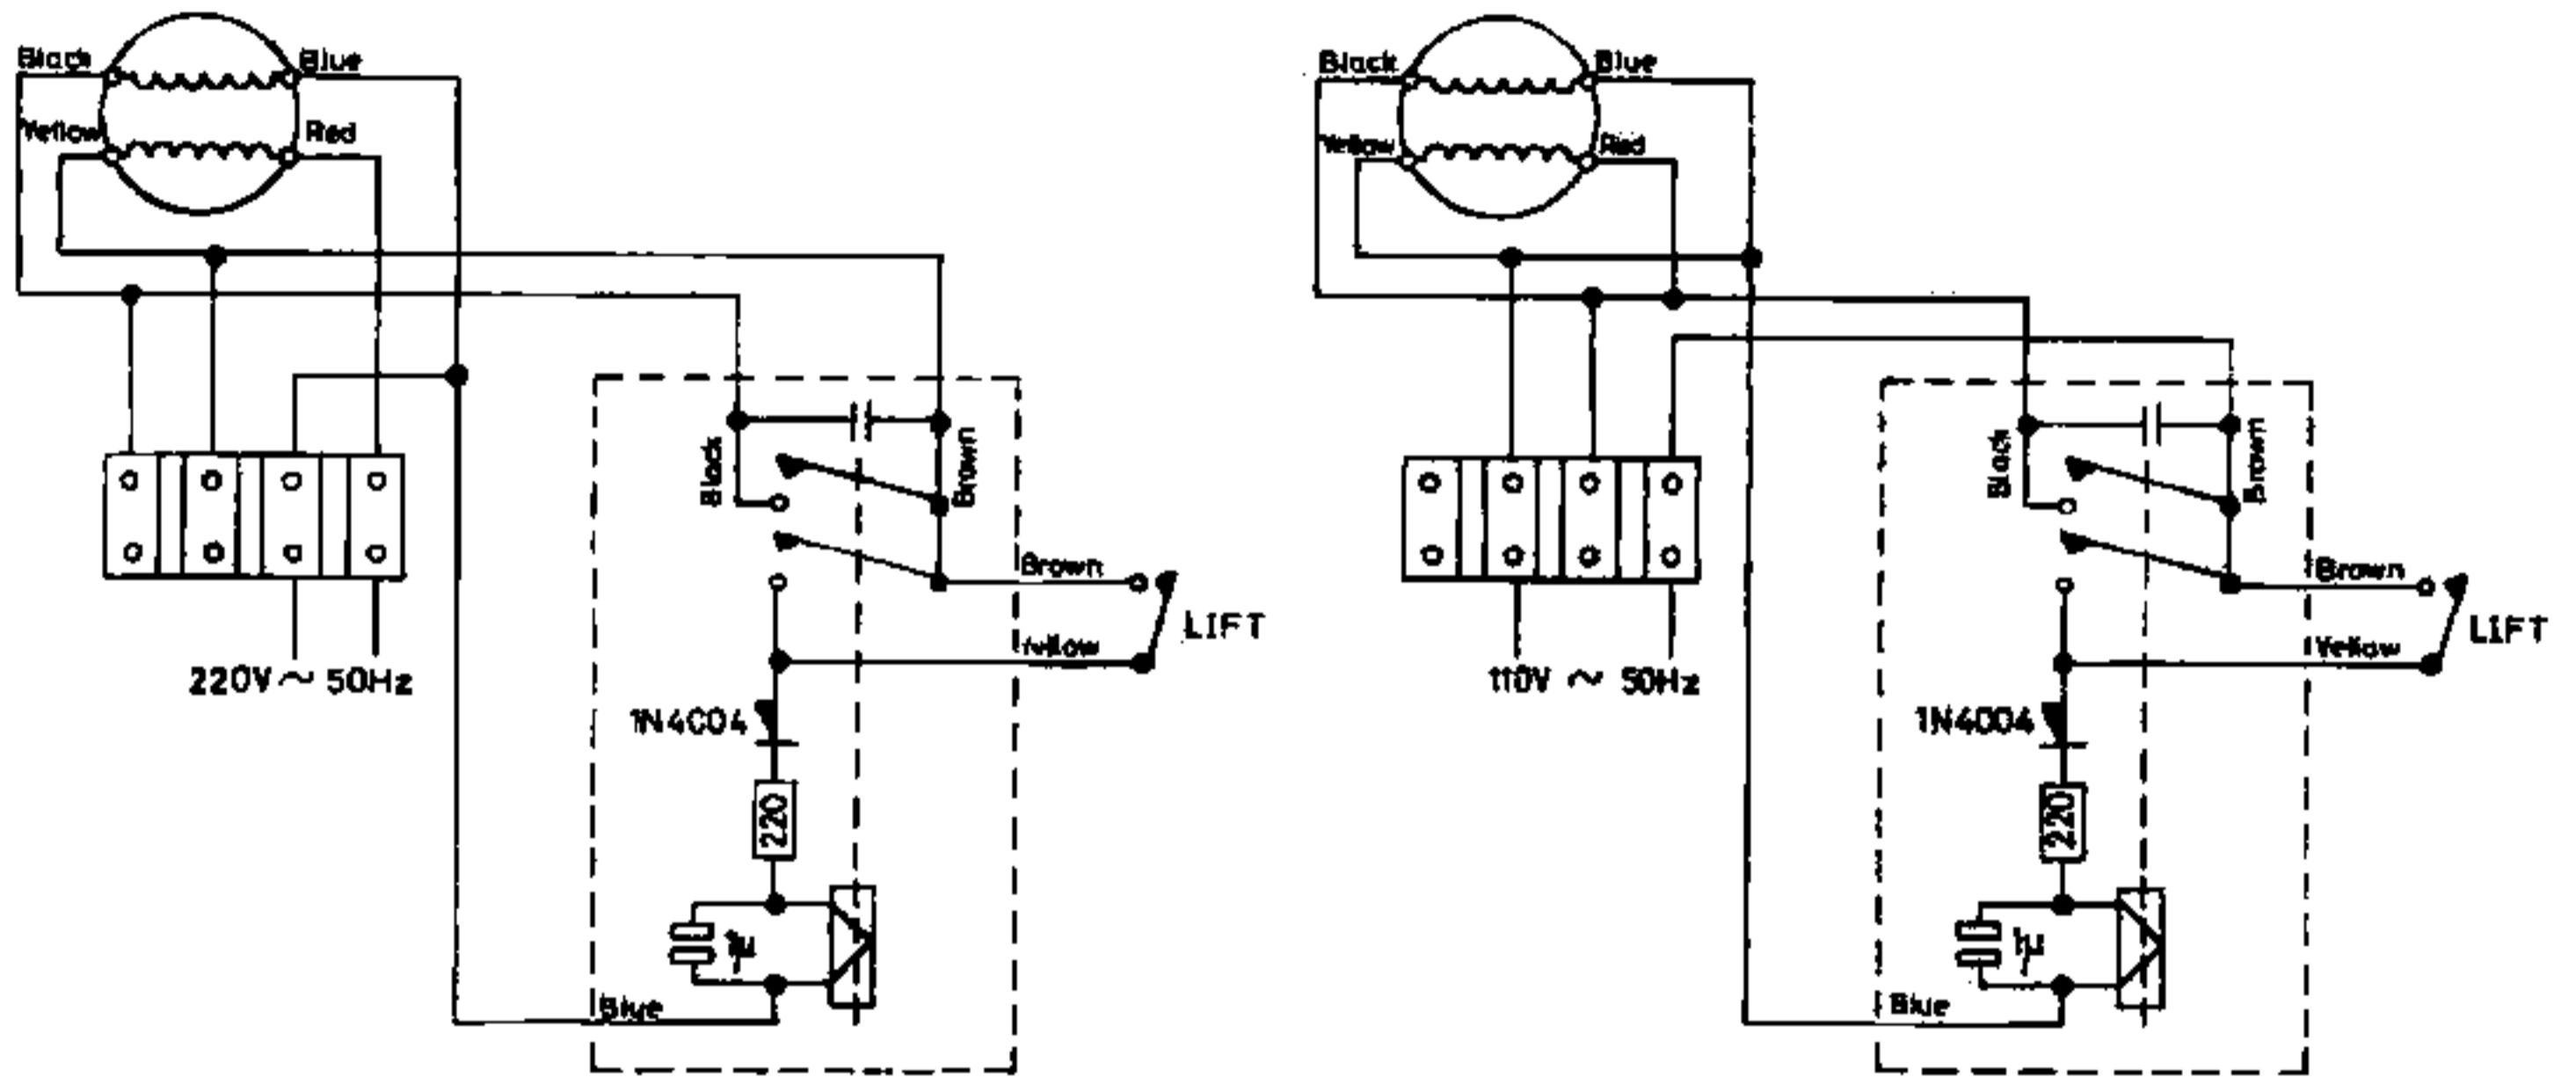 Black
Blue
Yellow
Red
Black
Brown
Brown
LIFT
Yellow
220V ~ 50Hz
1N4004
220
1µ
Blue
Black
Blue
Yellow
Red
Black
Brown
Brown
LIFT
Yellow
110V ~ 50Hz
1N4004
220
1µ
Blue